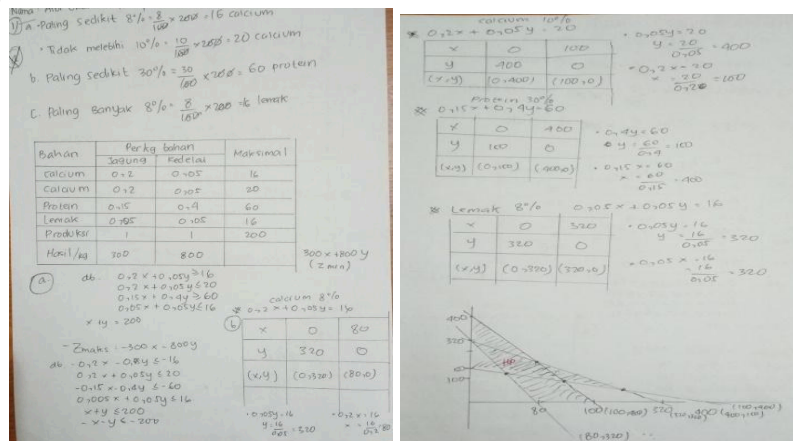 Nama
1) a. Paling sedikit 8% = 8/100 × 200 = 16 calcium
• Tidak melebihi 10% = 10/100 × 200 = 20 calcium
b. Paling sedikit 30% = 30/100 × 200 = 60 protein
C. Paling banyak 8% = 8/100 × 200 = 16 lemak
Bahan | Per kg bahan | Maksimal
Jagung | Kedelai
Calcium | 0,2 | 0,05 | 16
Calcium | 0,2 | 0,05 | 20
Protein | 0,15 | 0,4 | 60
Lemak | 0,05 | 0,05 | 16
Produksi | 1 | 1 | 200
Hasil/kg | 300 | 800
300x + 800y
(z min)
a.
db. 0,2x + 0,05y ≥ 16
0,2x + 0,05y ≤ 20
0,15x + 0,4y ≥ 60
0,05x + 0,05y ≤ 16
x + y = 200
- Zmaks: -300x - 800y
db -0,2x - 0,05y ≤ -16
0,2x + 0,05y ≤ 20
-0,15x - 0,4y ≤ -60
0,005x + 0,05y ≤ 16
x + y ≤ 200
-x - y ≤ -200
b.
calcium 8%
0,2x + 0,05y = 16
x | 0 | 80
y | 320 | 0
(x,y) | (0,320) | (80,0)
• 0,05y = 16
y = 16/0,05 = 320
• 0,2x = 16
x = 16/0,2 = 80
calcium 10%
* 0,2x + 0,05y = 20
x | 0 | 100
y | 400 | 0
(x,y) | (0,400) | (100,0)
• 0,05y = 20
y = 20/0,05 = 400
• 0,2x = 20
x = 20/0,2 = 100
Protein 30%
* 0,15x + 0,4y = 60
x | 0 | 400
y | 100 | 0
(x,y) | (0,100) | (400,0)
• 0,4y = 60
y = 60/0,4 = 100
• 0,15x = 60
x = 60/0,15 = 400
* Lemak 8% 0,05x + 0,05y = 16
x | 0 | 320
y | 320 | 0
(x,y) | (0,320) | (320,0)
• 0,05y = 16
y = 16/0,05 = 320
• 0,05x = 16
= 16/0,05 = 320
400
320
100
80
100
320
400
(80,320)